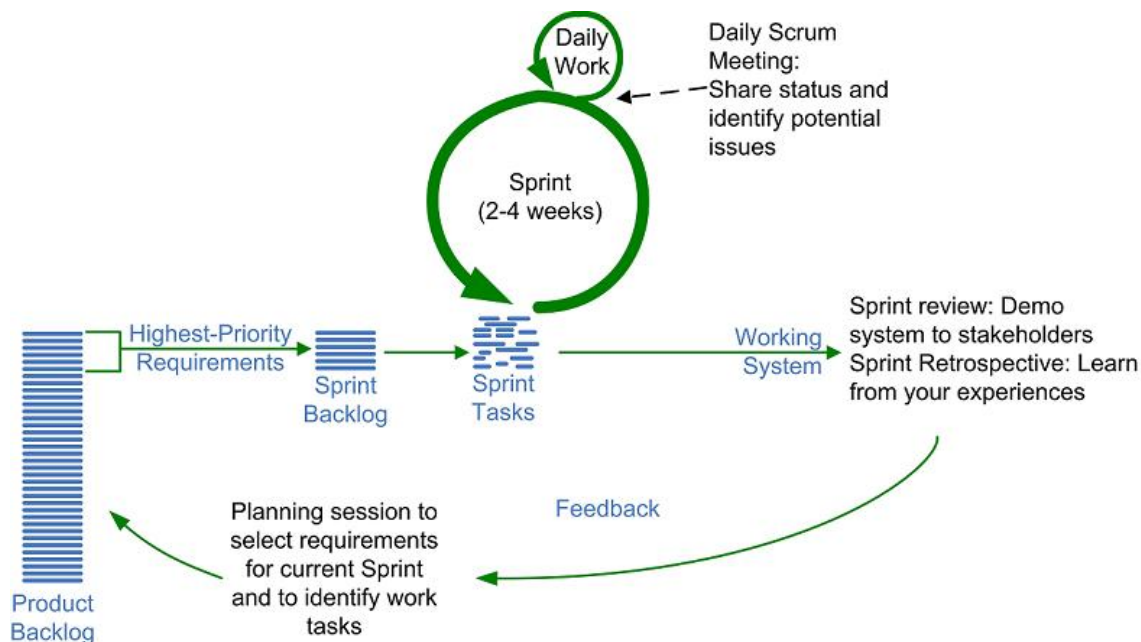 Daily
Work
Daily Scrum
Meeting:
Share status and
identify potential
issues
Sprint
(2-4 weeks)
Highest-Priority
Requirements
Sprint
Backlog
Sprint
Tasks
Working
System
Sprint review: Demo
system to stakeholders
Sprint Retrospective: Learn
from your experiences
Feedback
Planning session to
select requirements
for current Sprint
and to identify work
tasks
Product
Backlog